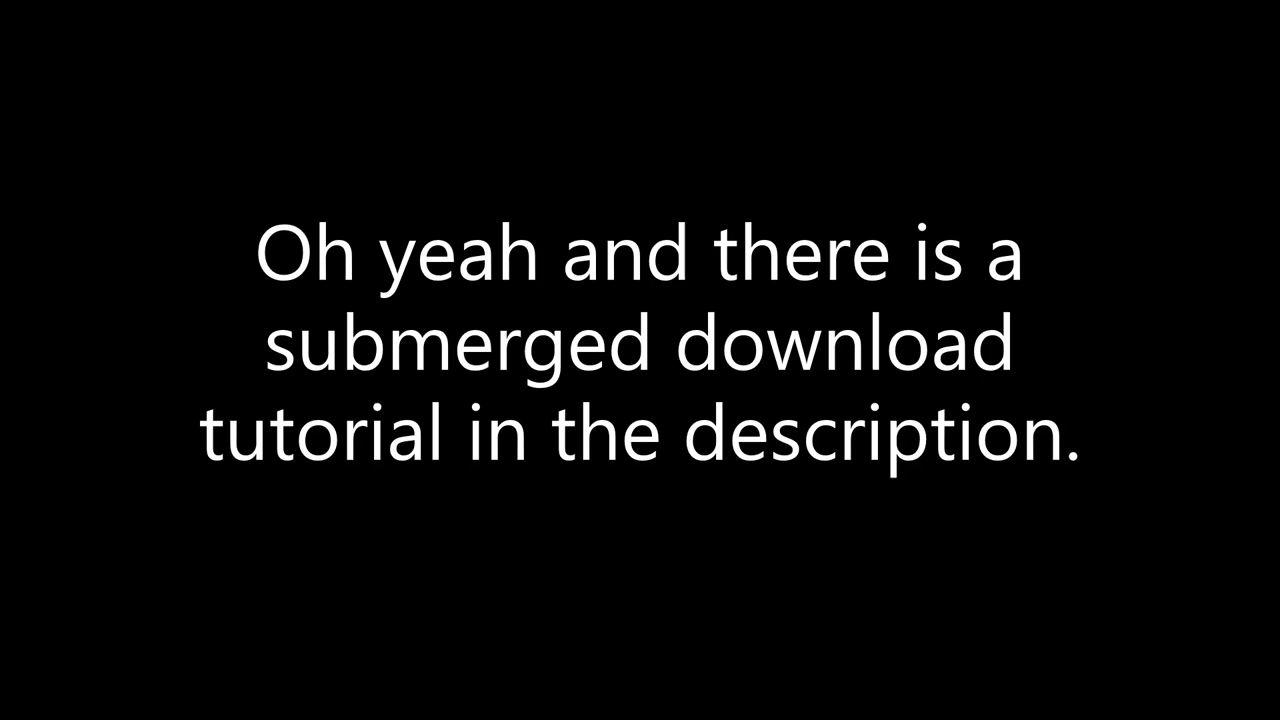 Oh yeah and there is a
submerged download
tutorial in the description.